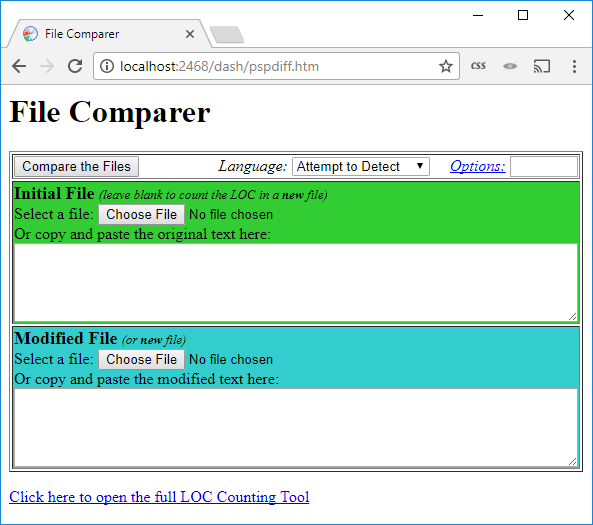 File Comparer
localhost:2468/dash/pspdiff.htm
css
File Comparer
Compare the Files Language: Attempt to Detect Options:
Initial File (leave blank to count the LOC in a new file)
Select a file: Choose File No file chosen
Or copy and paste the original text here:
Modified File (or new file)
Select a file: Choose File No file chosen
Or copy and paste the modified text here:
Click here to open the full LOC Counting Tool